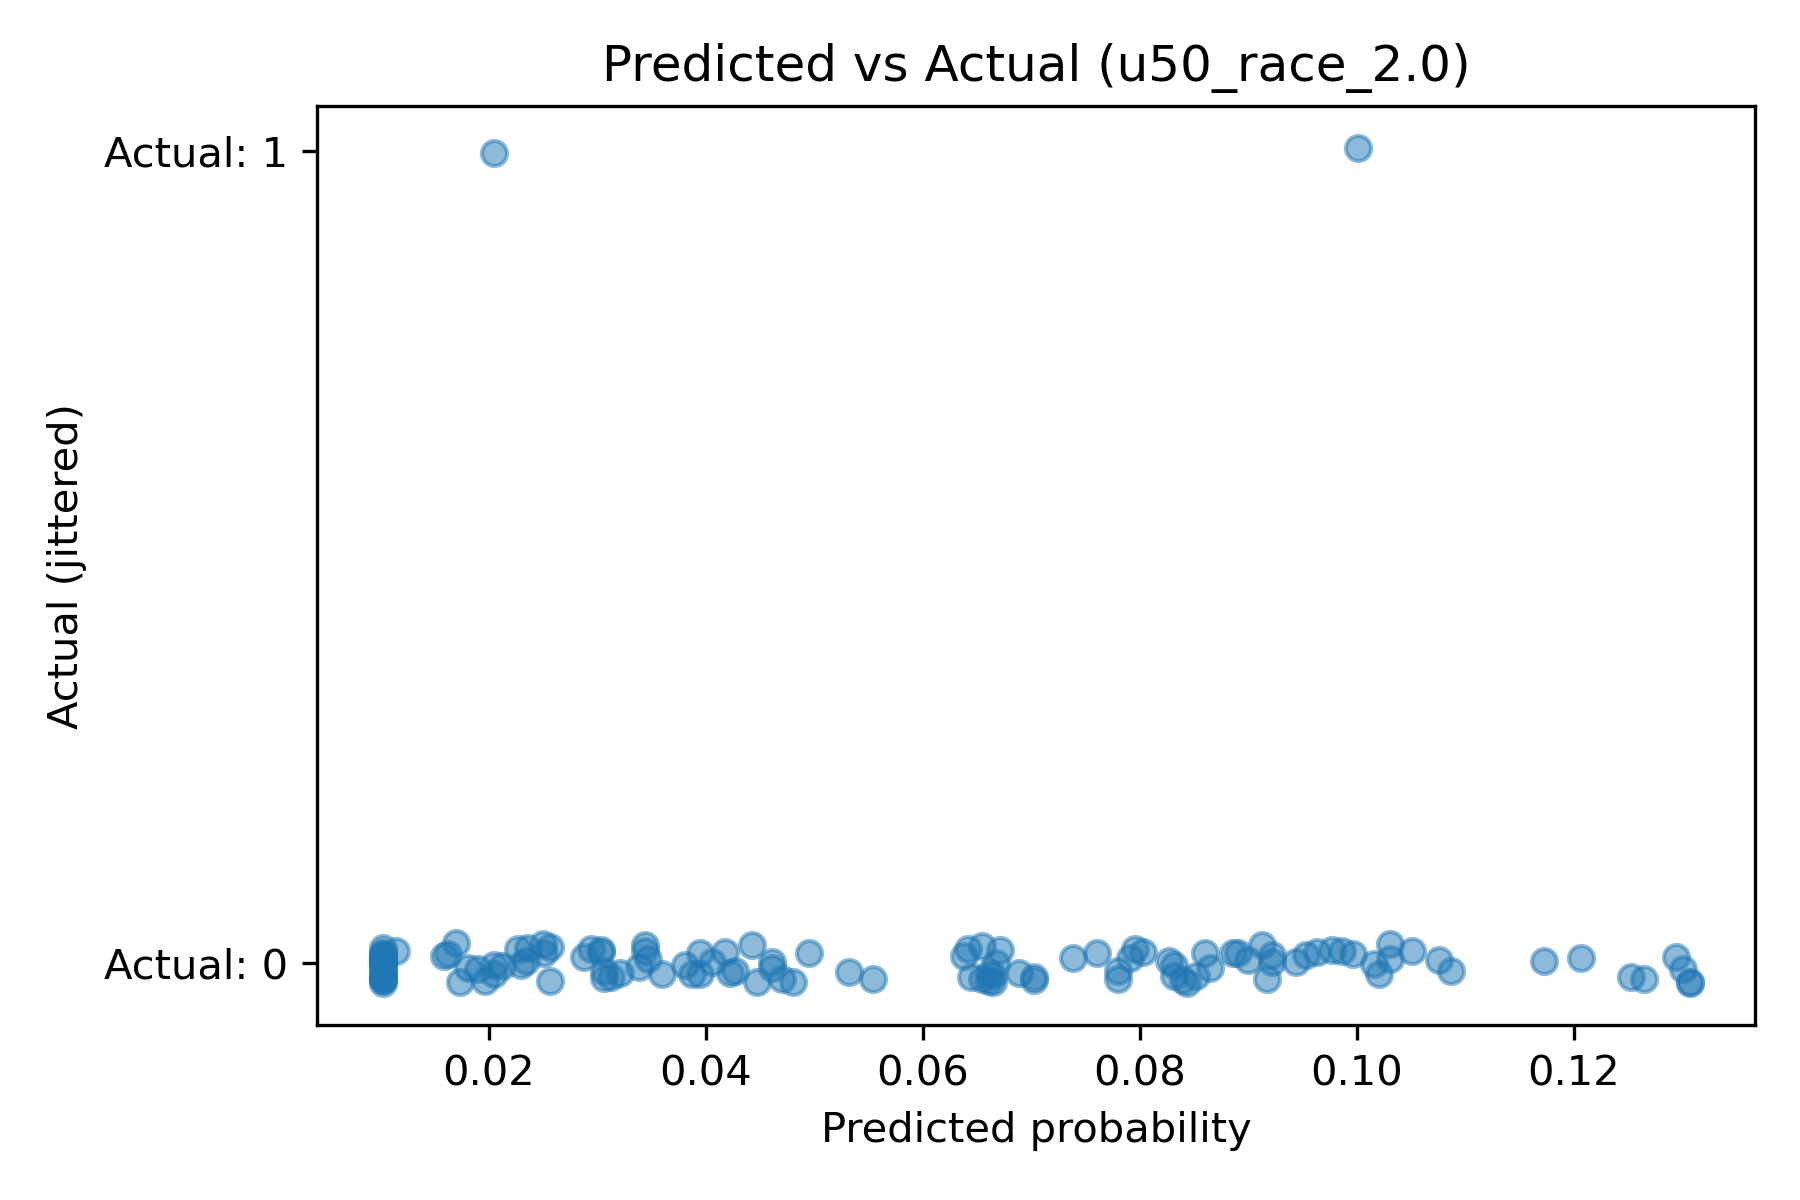 Predicted vs Actual (u50_race_2.0)
Actual: 1
Actual (jittered)
Actual: 0
0.02 0.04 0.06 0.08 0.10 0.12
Predicted probability